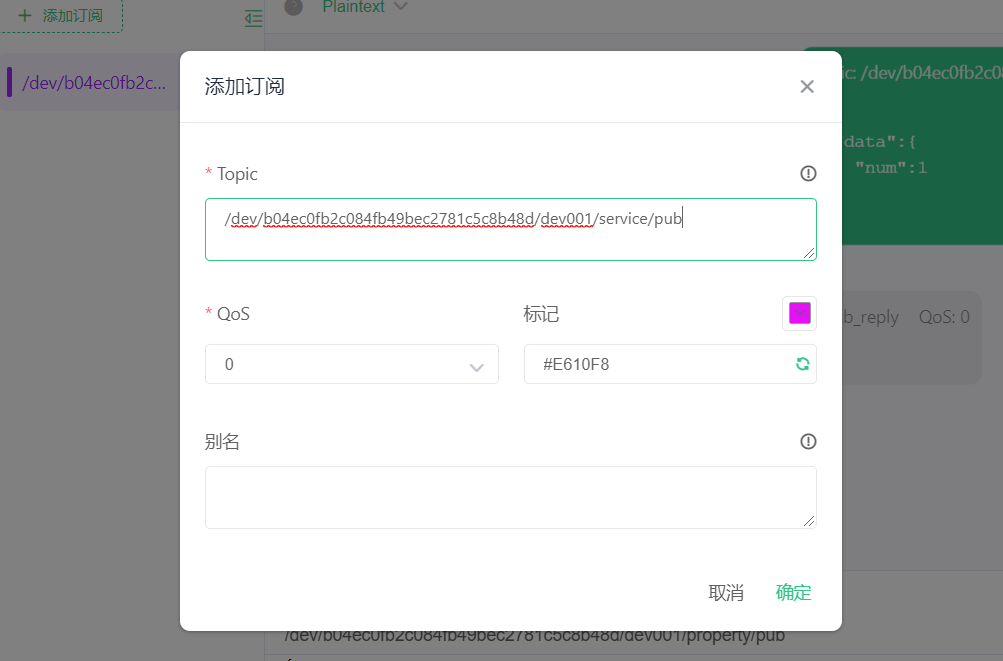 + 添加订阅
Plaintext
/dev/b04ec0fb2c...
添加订阅
ic: /dev/b04ec0fb2c08
data":{
"num":1
* Topic
/dev/b04ec0fb2c084fb49bec2781c5c8b48d/dev001/service/pub
* QoS
标记
b_reply QoS: 0
0
#E610F8
别名
取消 确定
/dev/b04ec0fb2c084fb49bec2781c5c8b48d/dev001/property/pub